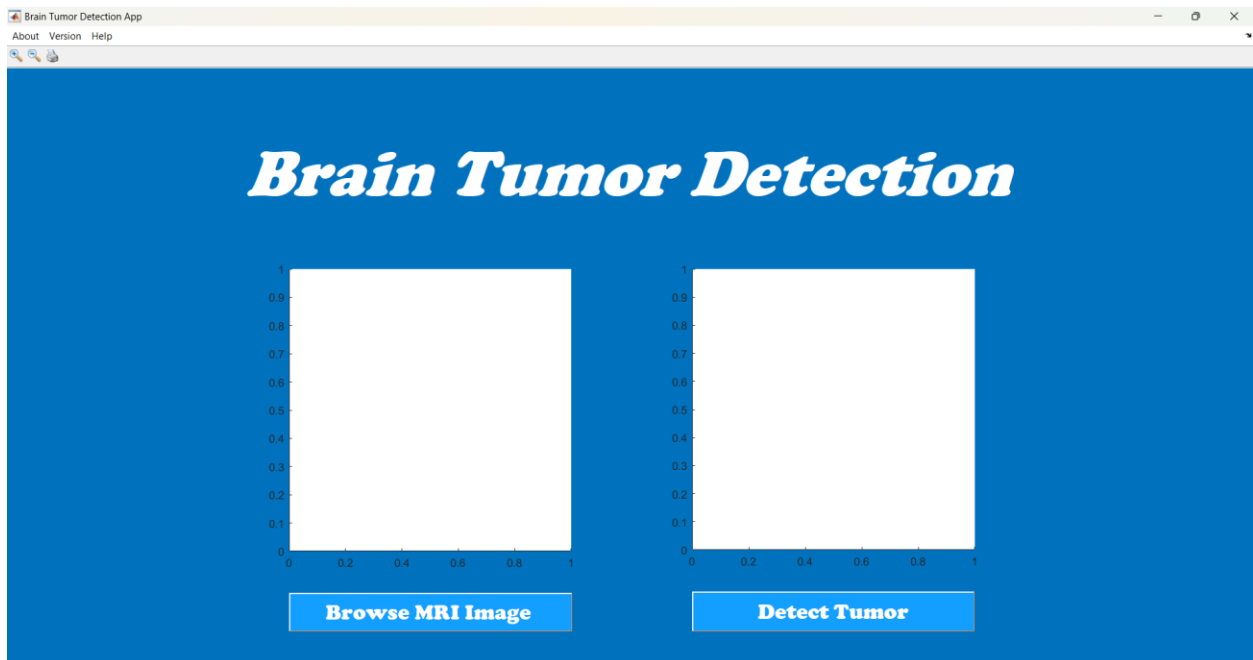 Brain Tumor Detection App
About Version Help
Brain Tumor Detection
1 1
0.9 0.9
0.8 0.8
0.7 0.7
0.6 0.6
0.5 0.5
0.4 0.4
0.3 0.3
0.2 0.2
0.1 0.1
0 0
0 0.2 0.4 0.6 0.8 1 0 0.2 0.4 0.6 0.8 1
Browse MRI Image Detect Tumor